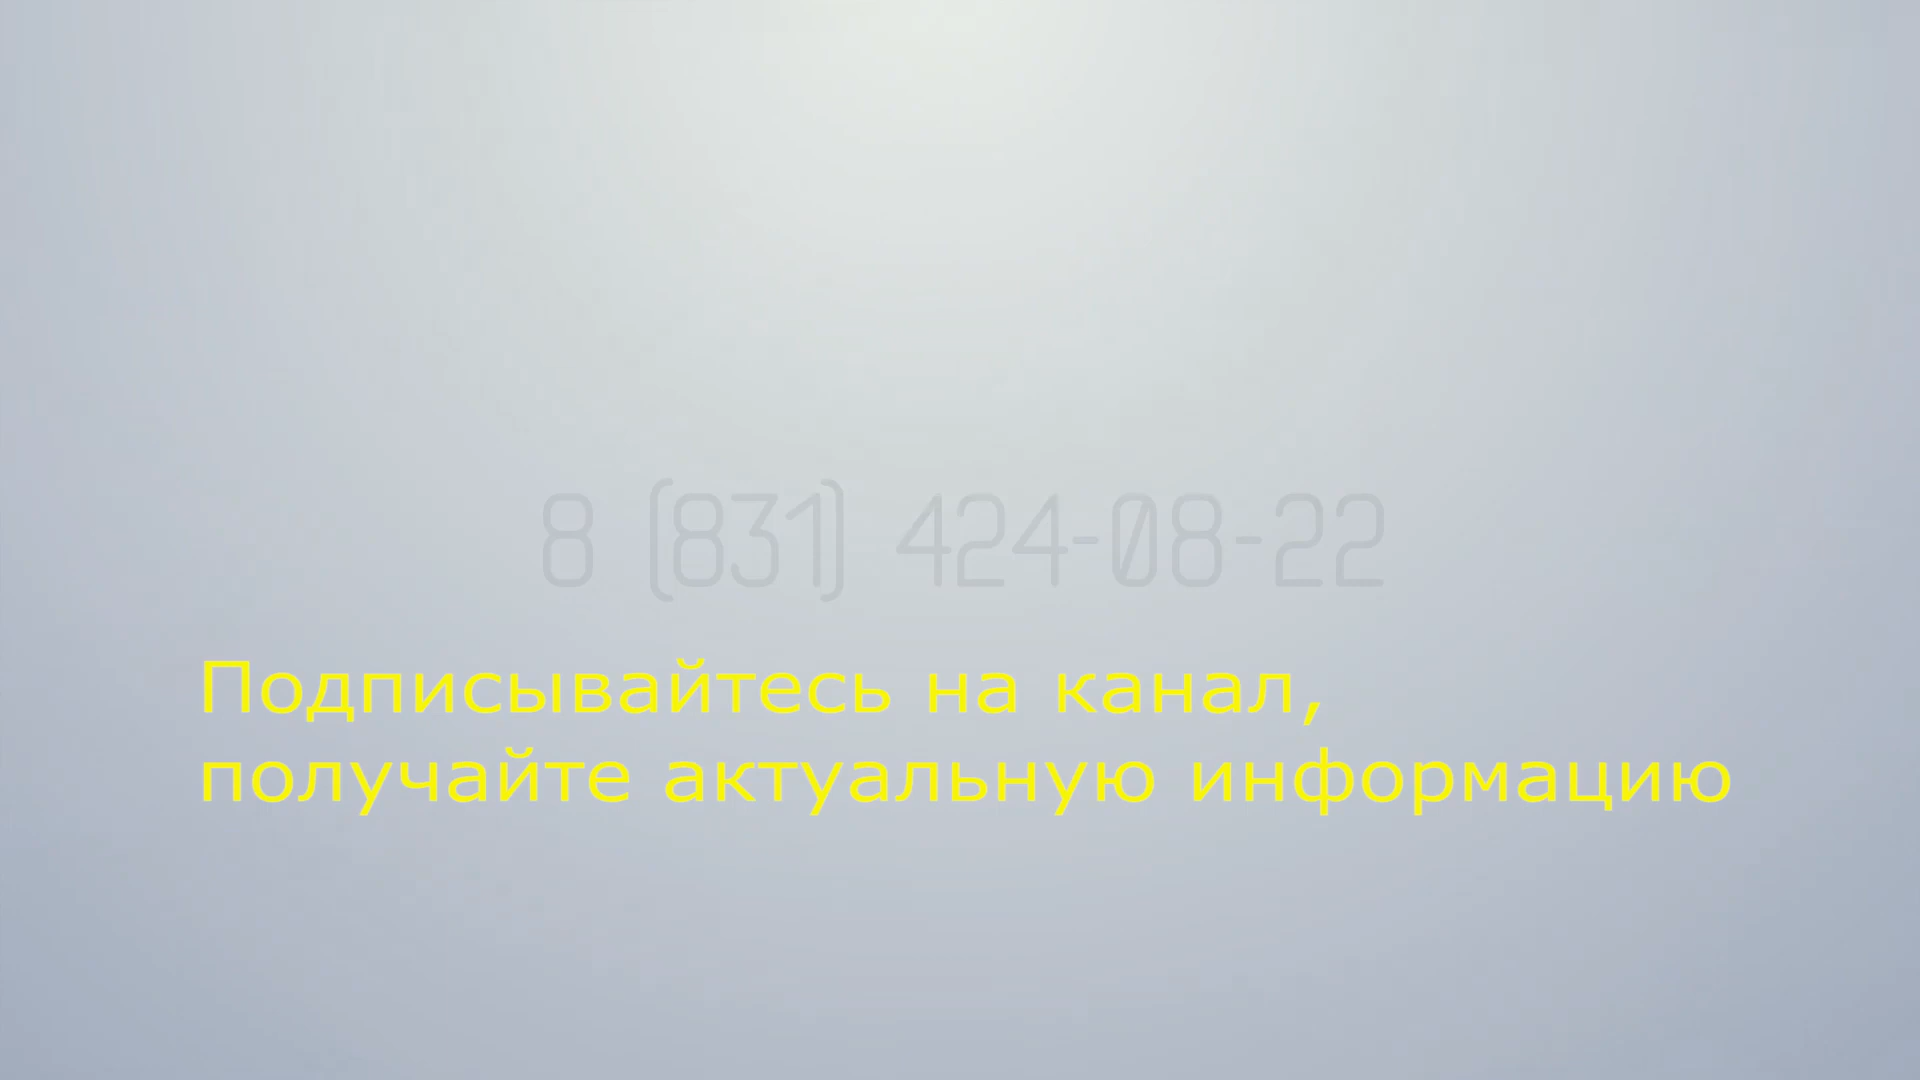 8 (831) 424-08-22
Подписывайтесь на канал,
получайте актуальную информацию